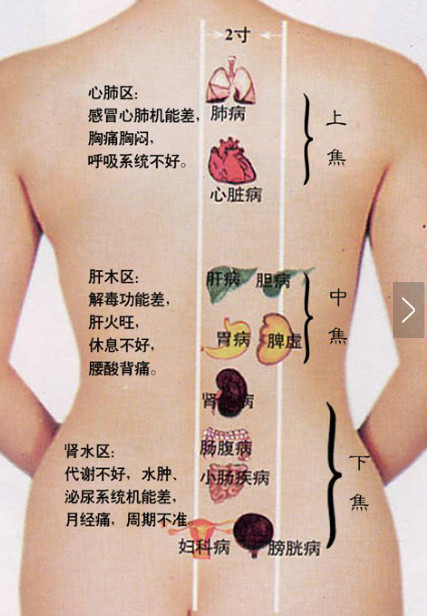 2寸
心肺区：
感冒心肺机能差，
胸痛胸闷，
呼吸系统不好。
肺病
心脏病
上
焦
肝木区：
解毒功能差，
肝火旺，
休息不好，
腰酸背痛。
肝病
胆病
胃病
脾虚
中
焦
肾 病
肠腹病
小肠疾病
肾水区：
代谢不好，水肿、
泌尿系统机能差，
月经痛，周期不准。
妇科病
膀胱病
下
焦